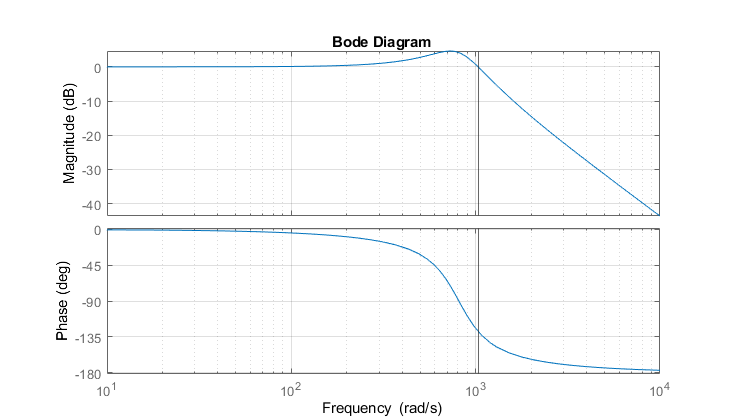 Bode Diagram
Magnitude (dB)
0
-10
-20
-30
-40
Phase (deg)
0
-45
-90
-135
-180
10^1 10^2 10^3 10^4
Frequency (rad/s)